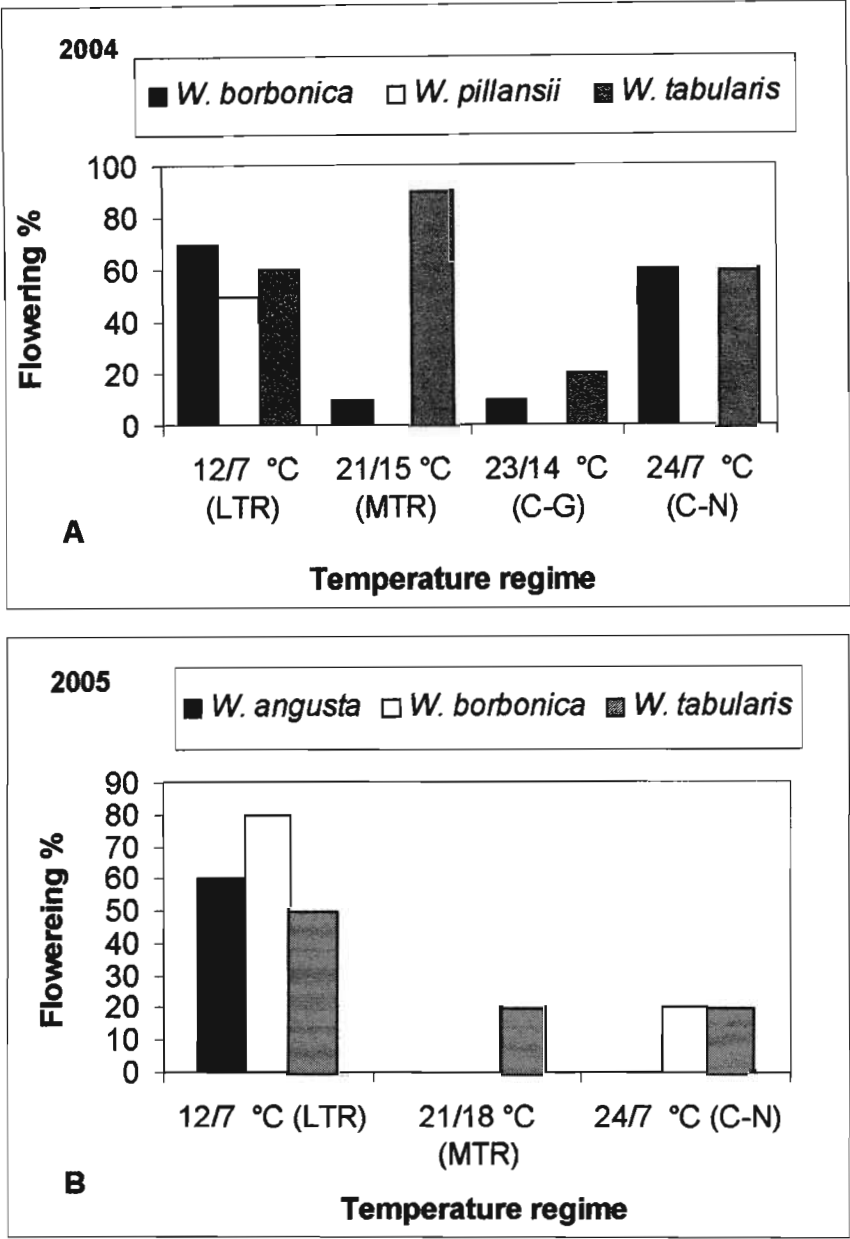 2004
W. borbonica W. pillansii W. tabularis
100
80
60
40
20
0
Flowering %
12/7 °C 21/15 °C 23/14 °C 24/7 °C
(LTR) (MTR) (C-G) (C-N)
A
Temperature regime
2005
W. angusta W. borbonica W. tabularis
90
80
70
60
50
40
30
20
10
0
Flowereing %
12/7 °C (LTR) 21/18 °C 24/7 °C (C-N)
(MTR)
B
Temperature regime